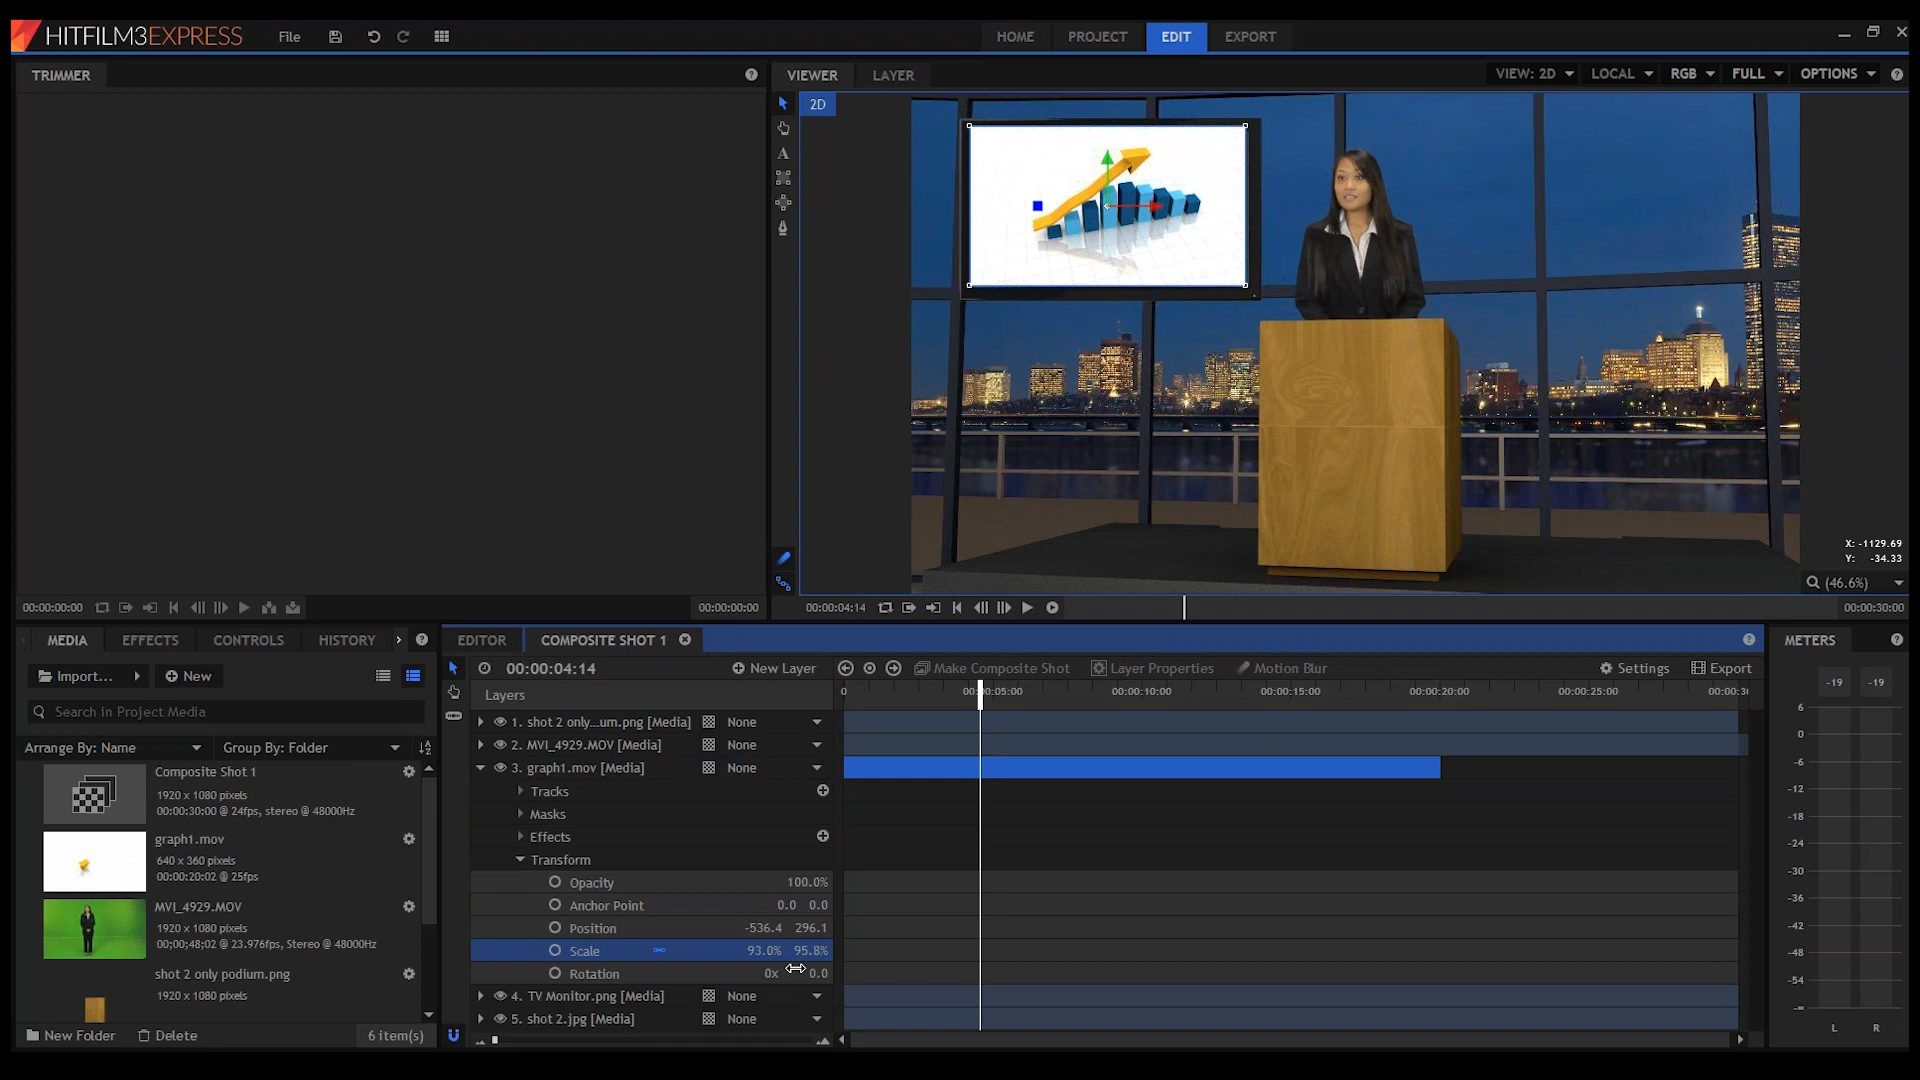 HITFILM3EXPRESS
File
HOME
PROJECT
EDIT
EXPORT
TRIMMER
VIEWER
LAYER
VIEW: 2D
LOCAL
RGB
FULL
OPTIONS
2D
X: -1129.69
Y: -34.33
(46.6%)
00:00:00:00
00:00:00:00
00:00:04:14
00:00:30:00
MEDIA
EFFECTS
CONTROLS
HISTORY
EDITOR
COMPOSITE SHOT 1
METERS
Import...
New
00:00:04:14
New Layer
Make Composite Shot
Layer Properties
Motion Blur
Settings
Export
-19
-19
Search in Project Media
Layers
0
00:00:05:00
00:00:10:00
00:00:15:00
00:00:20:00
00:00:25:00
00:00:3
Arrange By: Name
Group By: Folder
Composite Shot 1
1920 x 1080 pixels
00:00:30:00 @ 24fps, stereo @ 48000Hz
graph1.mov
640 x 360 pixels
00:00:20:02 @ 25fps
MVI_4929.MOV
1920 x 1080 pixels
00;00;48;02 @ 23.976fps, Stereo @ 48000Hz
shot 2 only podium.png
1920 x 1080 pixels
New Folder
Delete
6 item(s)
1. shot 2 only...um.png [Media]
None
2. MVI_4929.MOV [Media]
None
3. graph1.mov [Media]
None
Tracks
Masks
Effects
Transform
Opacity
100.0%
Anchor Point
0.0 0.0
Position
-536.4 296.1
Scale
93.0% 95.8%
Rotation
0x 0.0
4. TV Monitor.png [Media]
None
5. shot 2.jpg [Media]
None
6
0
-6
-12
-18
-24
-30
-36
-42
-48
-54
-∞
L
R